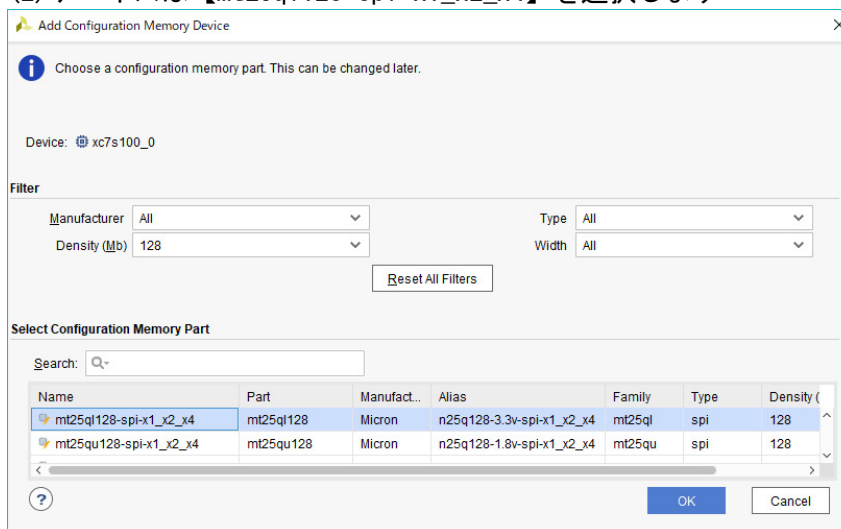 Add Configuration Memory Device
Choose a configuration memory part. This can be changed later.
Device: xc7s100_0
Filter
Manufacturer All Type All
Density (Mb) 128 Width All
Reset All Filters
Select Configuration Memory Part
Search: Q-
Name Part Manufact... Alias Family Type Density (
mt25ql128-spi-x1_x2_x4 mt25ql128 Micron n25q128-3.3v-spi-x1_x2_x4 mt25ql spi 128
mt25qu128-spi-x1_x2_x4 mt25qu128 Micron n25q128-1.8v-spi-x1_x2_x4 mt25qu spi 128
? OK Cancel